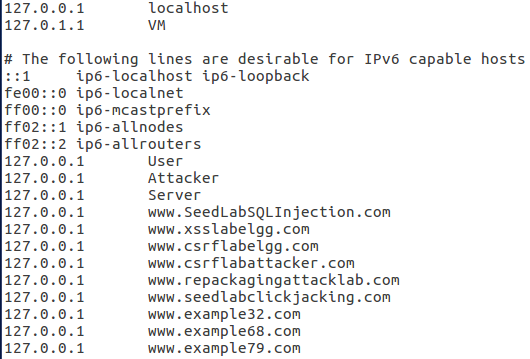 127.0.0.1 localhost
127.0.1.1 VM
# The following lines are desirable for IPv6 capable hosts
::1 ip6-localhost ip6-loopback
fe00::0 ip6-localnet
ff00::0 ip6-mcastprefix
ff02::1 ip6-allnodes
ff02::2 ip6-allrouters
127.0.0.1 User
127.0.0.1 Attacker
127.0.0.1 Server
127.0.0.1 www.SeedLabSQLInjection.com
127.0.0.1 www.xsslabelgg.com
127.0.0.1 www.csrflabelgg.com
127.0.0.1 www.csrflabattacker.com
127.0.0.1 www.repackagingattacklab.com
127.0.0.1 www.seedlabclickjacking.com
127.0.0.1 www.example32.com
127.0.0.1 www.example68.com
127.0.0.1 www.example79.com